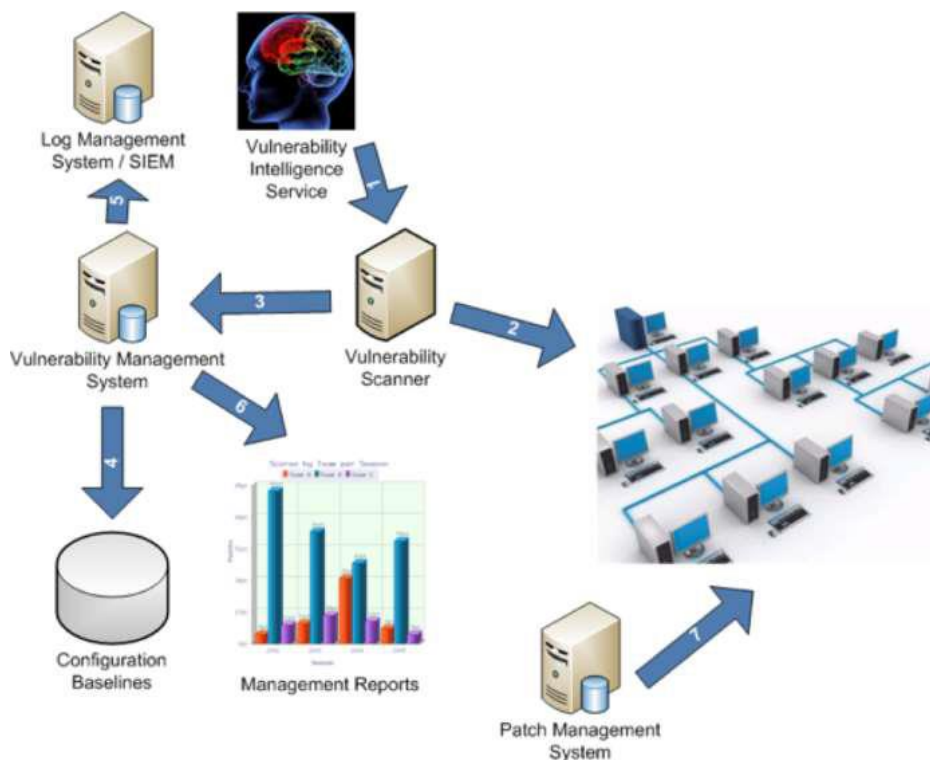 Log Management
System / SIEM
Vulnerability
Intelligence
Service
1
5
3
2
Vulnerability Management
System
Vulnerability
Scanner
6
4
Configuration
Baselines
Management Reports
7
Patch Management
System